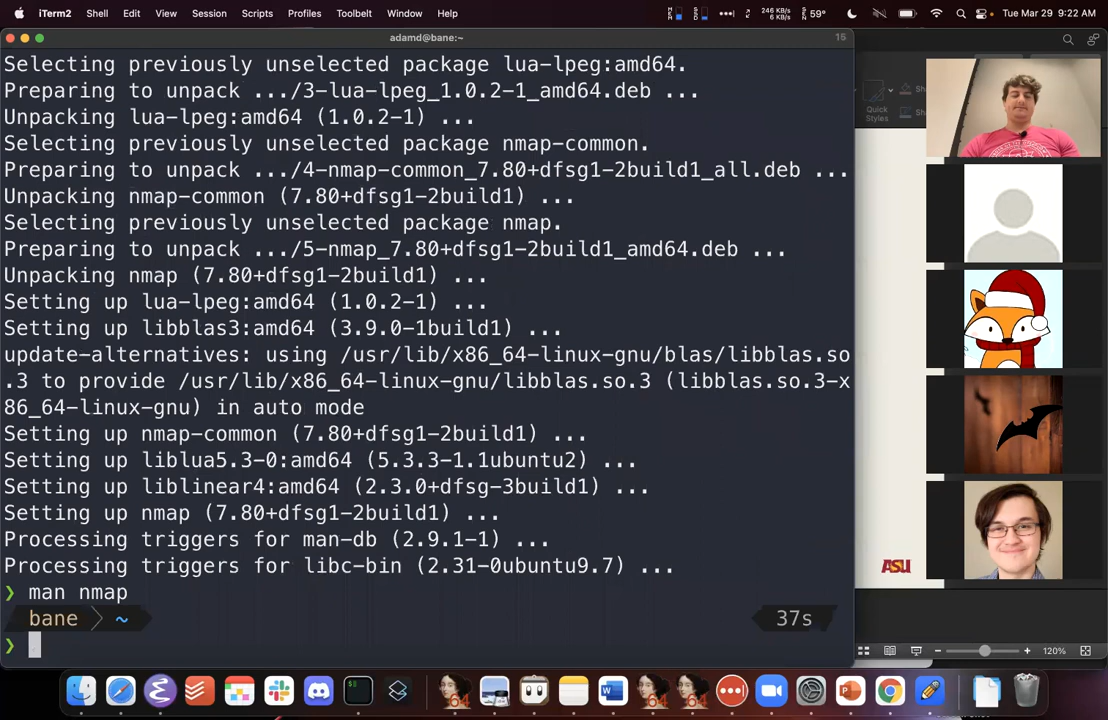 iTerm2 Shell Edit View Session Scripts Profiles Toolbelt Window Help 246 KB/s 6 KB/s 59° Tue Mar 29 9:22 AM
adamd@bane:~
Selecting previously unselected package lua-lpeg:amd64.
Preparing to unpack .../3-lua-lpeg_1.0.2-1_amd64.deb ...
Unpacking lua-lpeg:amd64 (1.0.2-1) ...
Selecting previously unselected package nmap-common.
Preparing to unpack .../4-nmap-common_7.80+dfsg1-2build1_all.deb ...
Unpacking nmap-common (7.80+dfsg1-2build1) ...
Selecting previously unselected package nmap.
Preparing to unpack .../5-nmap_7.80+dfsg1-2build1_amd64.deb ...
Unpacking nmap (7.80+dfsg1-2build1) ...
Setting up lua-lpeg:amd64 (1.0.2-1) ...
Setting up libblas3:amd64 (3.9.0-1build1) ...
update-alternatives: using /usr/lib/x86_64-linux-gnu/blas/libblas.so
.3 to provide /usr/lib/x86_64-linux-gnu/libblas.so.3 (libblas.so.3-x
86_64-linux-gnu) in auto mode
Setting up nmap-common (7.80+dfsg1-2build1) ...
Setting up liblua5.3-0:amd64 (5.3.3-1.1ubuntu2) ...
Setting up liblinear4:amd64 (2.3.0+dfsg-3build1) ...
Setting up nmap (7.80+dfsg1-2build1) ...
Processing triggers for man-db (2.9.1-1) ...
Processing triggers for libc-bin (2.31-0ubuntu9.7) ...
❯ man nmap
bane ~ 37s
❯
Quick
Styles
ASU
120%